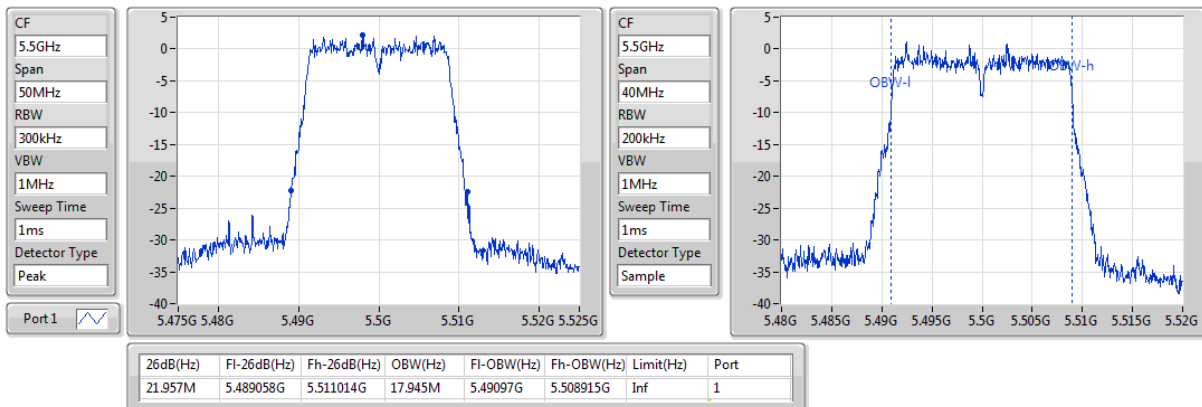 CF
5.5GHz
Span
50MHz
RBW
300kHz
VBW
1MHz
Sweep Time
1ms
Detector Type
Peak
Port 1
5
0
-5
-10
-15
-20
-25
-30
-35
-40
5.475G 5.48G 5.49G 5.5G 5.51G 5.52G 5.525G
CF
5.5GHz
Span
40MHz
RBW
200kHz
VBW
1MHz
Sweep Time
1ms
Detector Type
Sample
5
0
-5
-10
-15
-20
-25
-30
-35
-40
OBW-l
OBW-h
5.48G 5.485G 5.49G 5.495G 5.5G 5.505G 5.51G 5.515G 5.52G
26dB(Hz) Fl-26dB(Hz) Fh-26dB(Hz) OBW(Hz) Fl-OBW(Hz) Fh-OBW(Hz) Limit(Hz) Port
21.957M 5.489058G 5.511014G 17.945M 5.49097G 5.508915G Inf 1